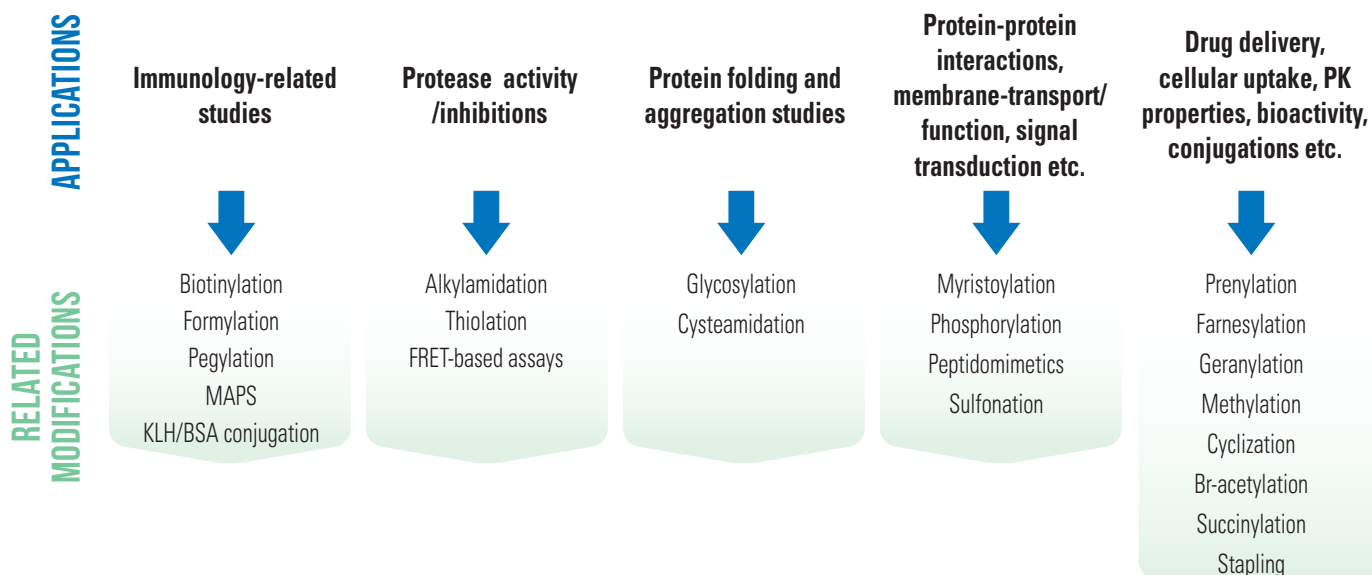 APPLICATIONS
Immunology-related
studies
Protease activity
/inhibitions
Protein folding and
aggregation studies
Protein-protein
interactions,
membrane-transport/
function, signal
transduction etc.
Drug delivery,
cellular uptake, PK
properties, bioactivity,
conjugations etc.
RELATED
MODIFICATIONS
Biotinylation
Formylation
Pegylation
MAPS
KLH/BSA conjugation
Alkylamidation
Thiolation
FRET-based assays
Glycosylation
Cysteamidation
Myristoylation
Phosphorylation
Peptidomimetics
Sulfonation
Prenylation
Farnesylation
Geranylation
Methylation
Cyclization
Br-acetylation
Succinylation
Stapling